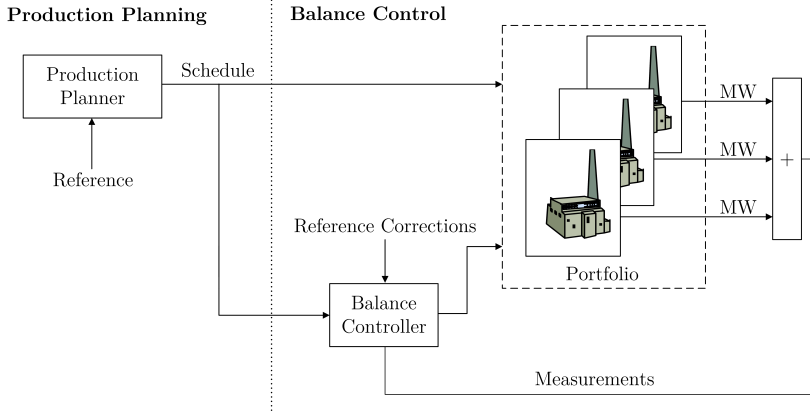 Production Planning
Balance Control
Production
Planner
Schedule
Reference
MW
MW
MW
+
Portfolio
Reference Corrections
Balance
Controller
Measurements